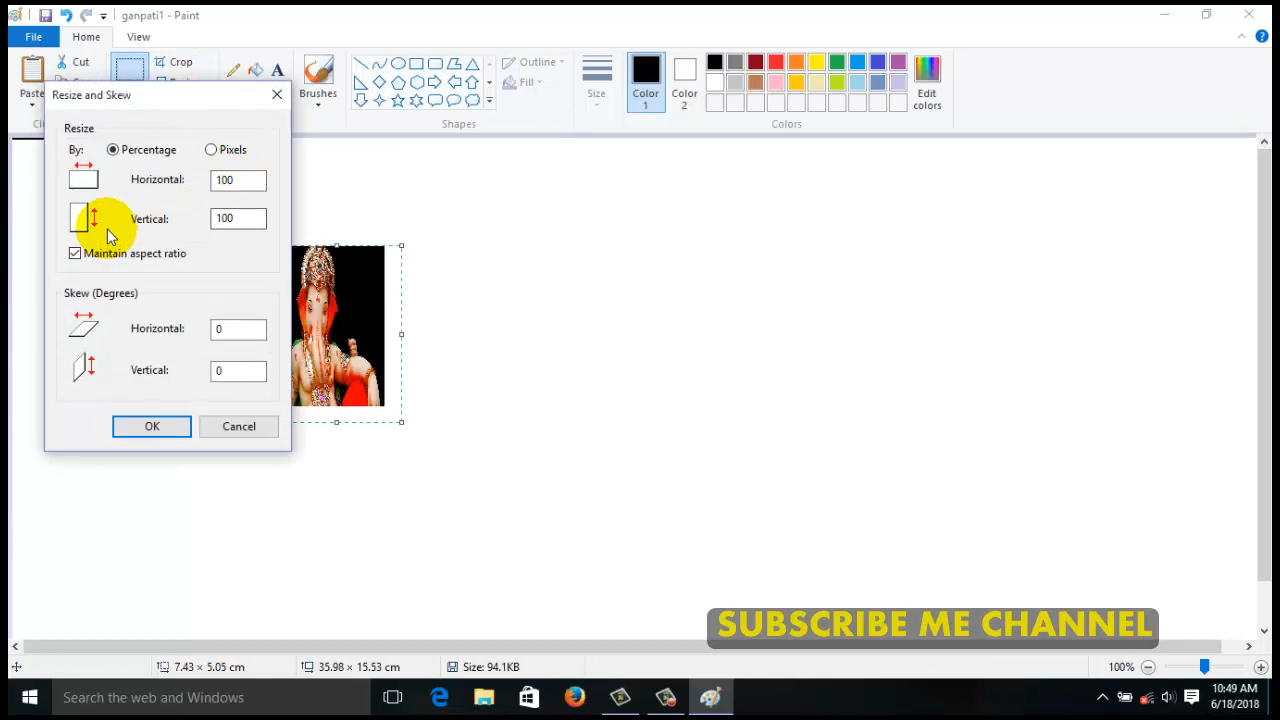 ganpati1 - Paint
File Home View
Cut Crop
Paste
Brushes
Outline
Fill
Size
Color 1
Color 2
Edit colors
Shapes
Colors
Resize and Skew
Resize
By: Percentage Pixels
Horizontal: 100
Vertical: 100
Maintain aspect ratio
Skew (Degrees)
Horizontal: 0
Vertical: 0
OK Cancel
SUBSCRIBE ME CHANNEL
7.43 × 5.05 cm 35.98 × 15.53 cm Size: 94.1KB 100%
Search the web and Windows
10:49 AM
6/18/2018